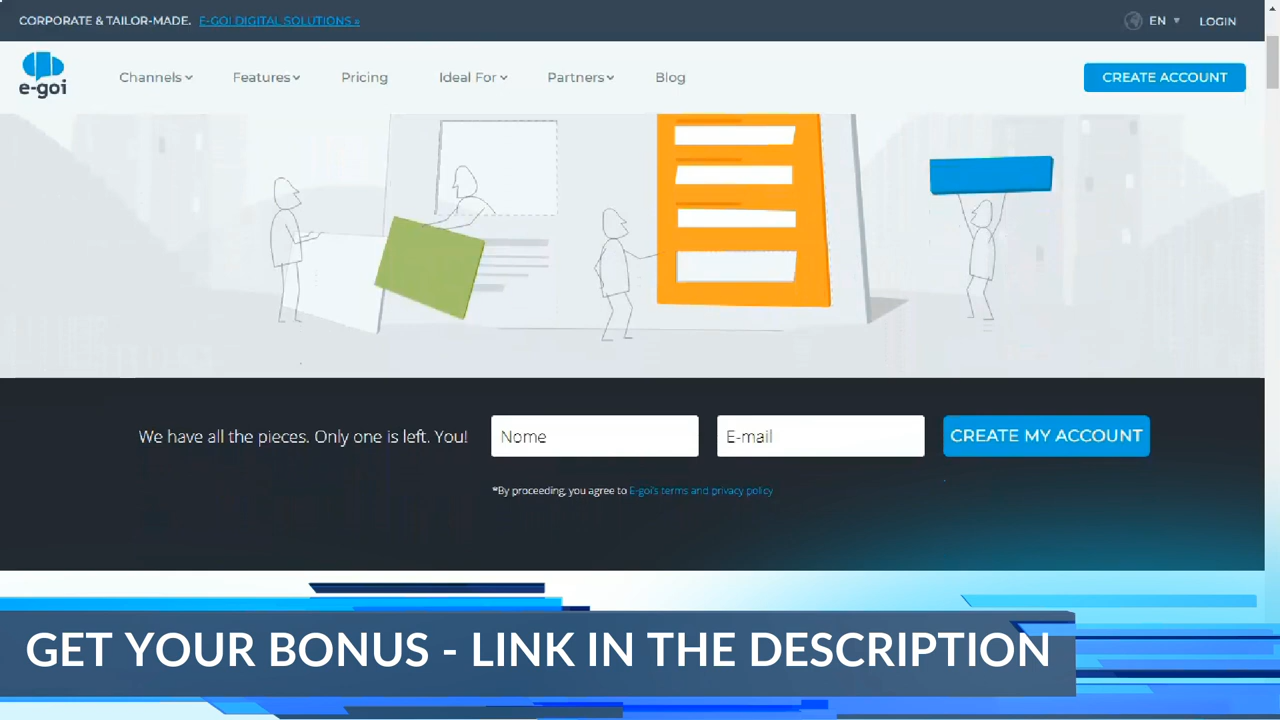 CORPORATE & TAILOR-MADE. E-GOI DIGITAL SOLUTIONS »
EN
LOGIN
e-goi
Channels
Features
Pricing
Ideal For
Partners
Blog
CREATE ACCOUNT
We have all the pieces. Only one is left. You!
Nome
E-mail
CREATE MY ACCOUNT
*By proceeding, you agree to E-goi's terms and privacy policy
GET YOUR BONUS - LINK IN THE DESCRIPTION